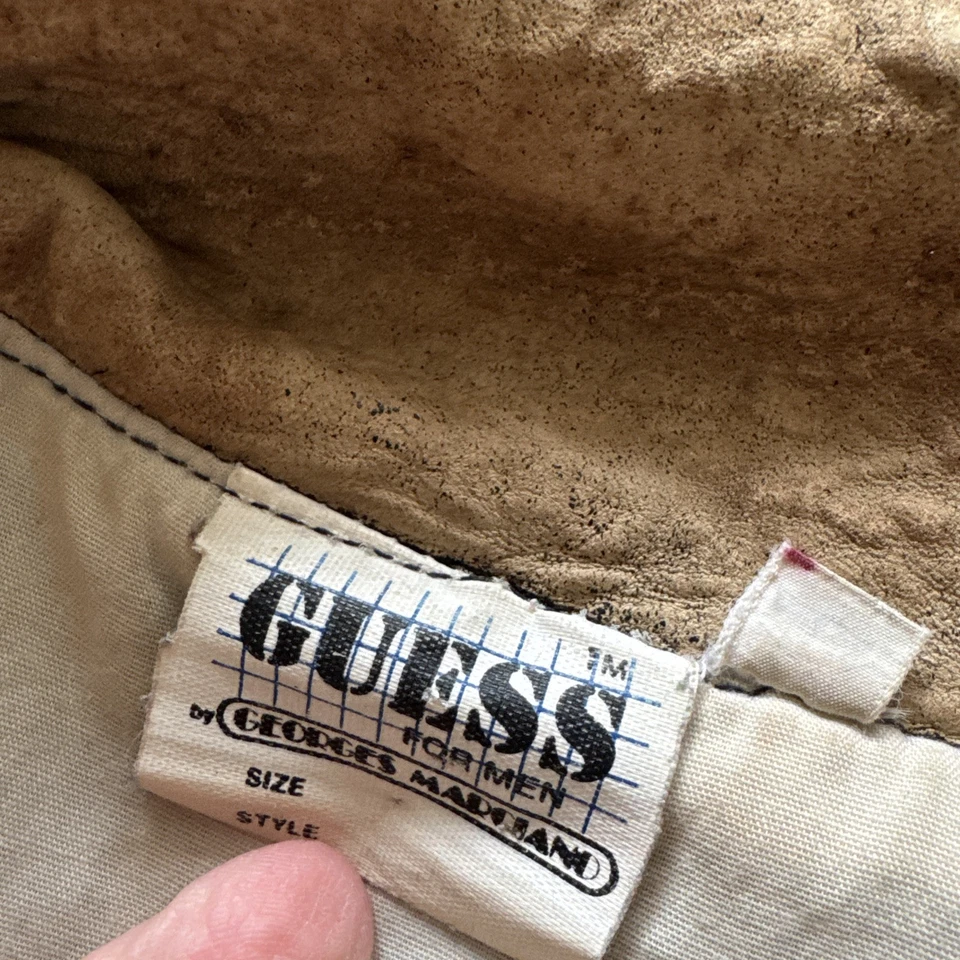 GUESS TM
FOR MEN
by GEORGES MARCIANO
SIZE
STYLE